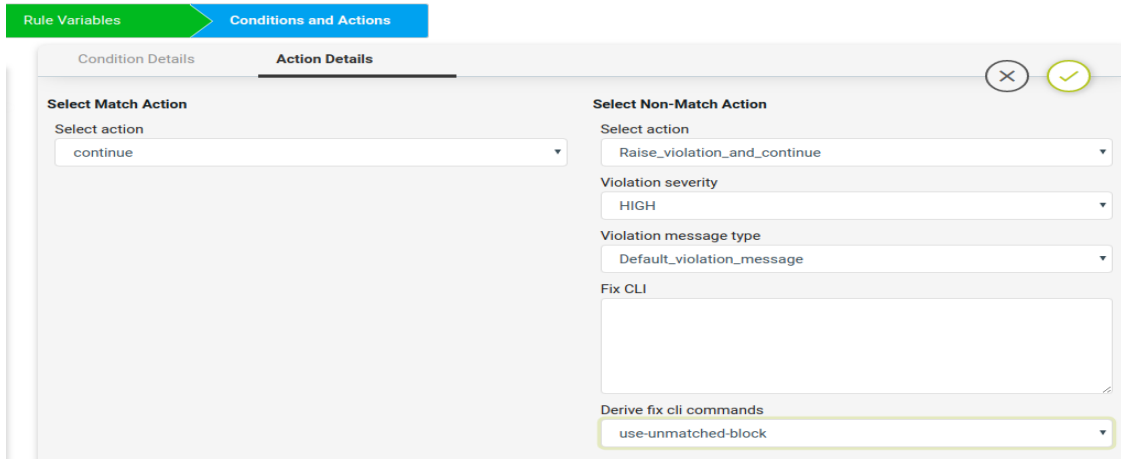 Rule Variables
Conditions and Actions
Condition Details
Action Details
Select Match Action
Select action
continue
Select Non-Match Action
Select action
Raise_violation_and_continue
Violation severity
HIGH
Violation message type
Default_violation_message
Fix CLI
Derive fix cli commands
use-unmatched-block